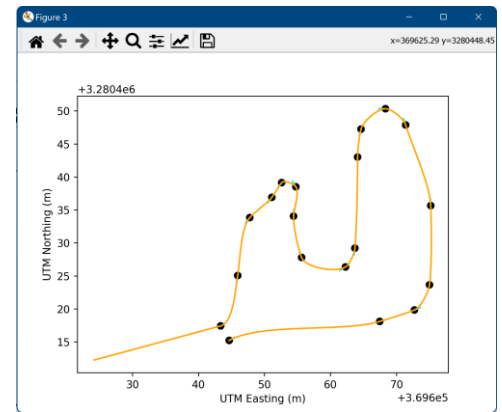 Figure 3
x=369625.29 y=3280448.45
+3.2804e6
50
45
40
35
30
25
20
15
UTM Northing (m)
30 40 50 60 70
UTM Easting (m)
+3.696e5